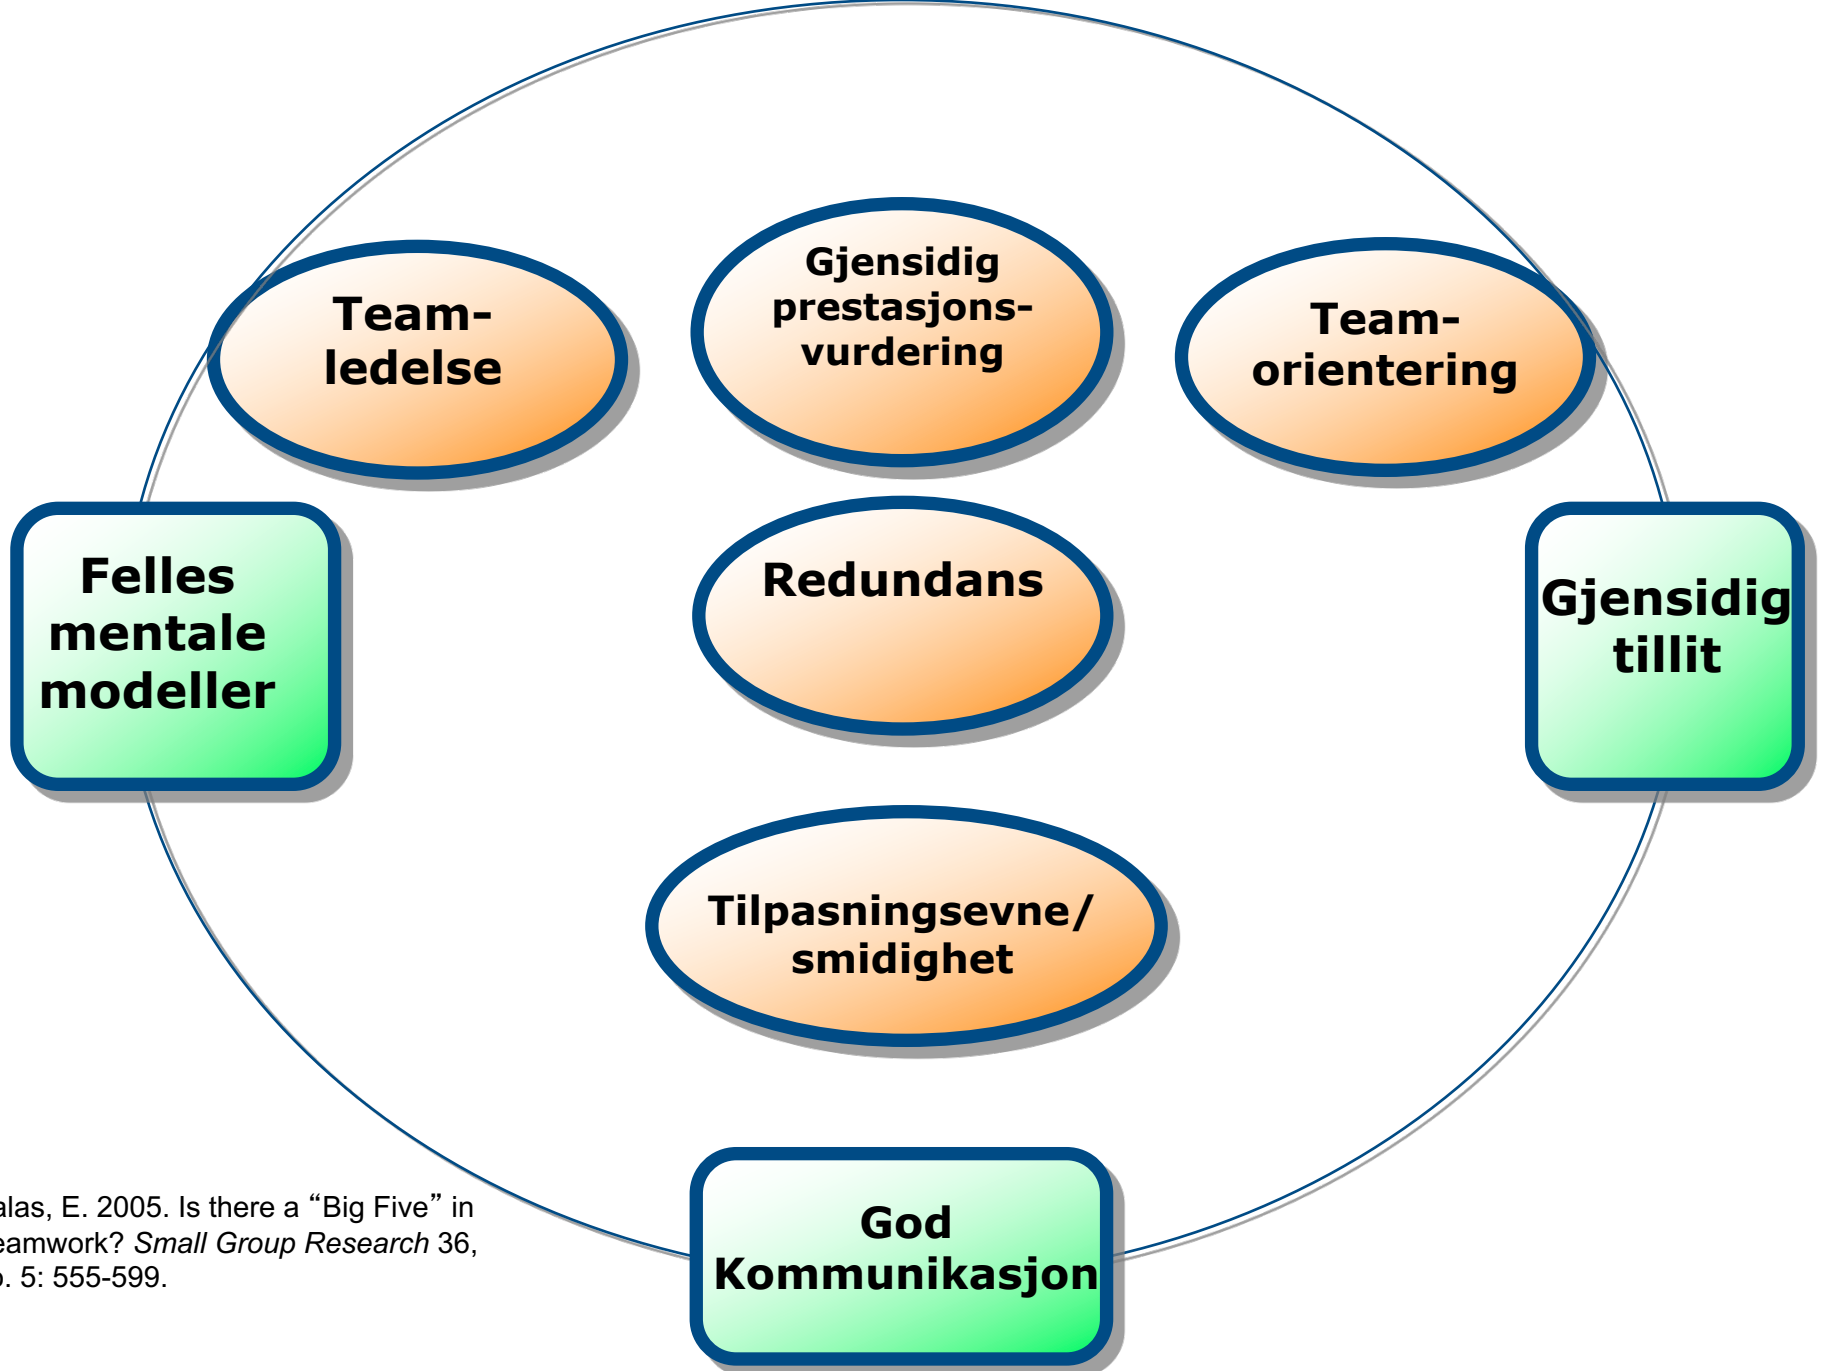 Team-
ledelse
Gjensidig
prestasjons-
vurdering
Team-
orientering
Felles
mentale
modeller
Redundans
Gjensidig
tillit
Tilpasningsevne/
smidighet
God
Kommunikasjon
alas, E. 2005. Is there a “Big Five” in
eamwork? Small Group Research 36,
. 5: 555-599.